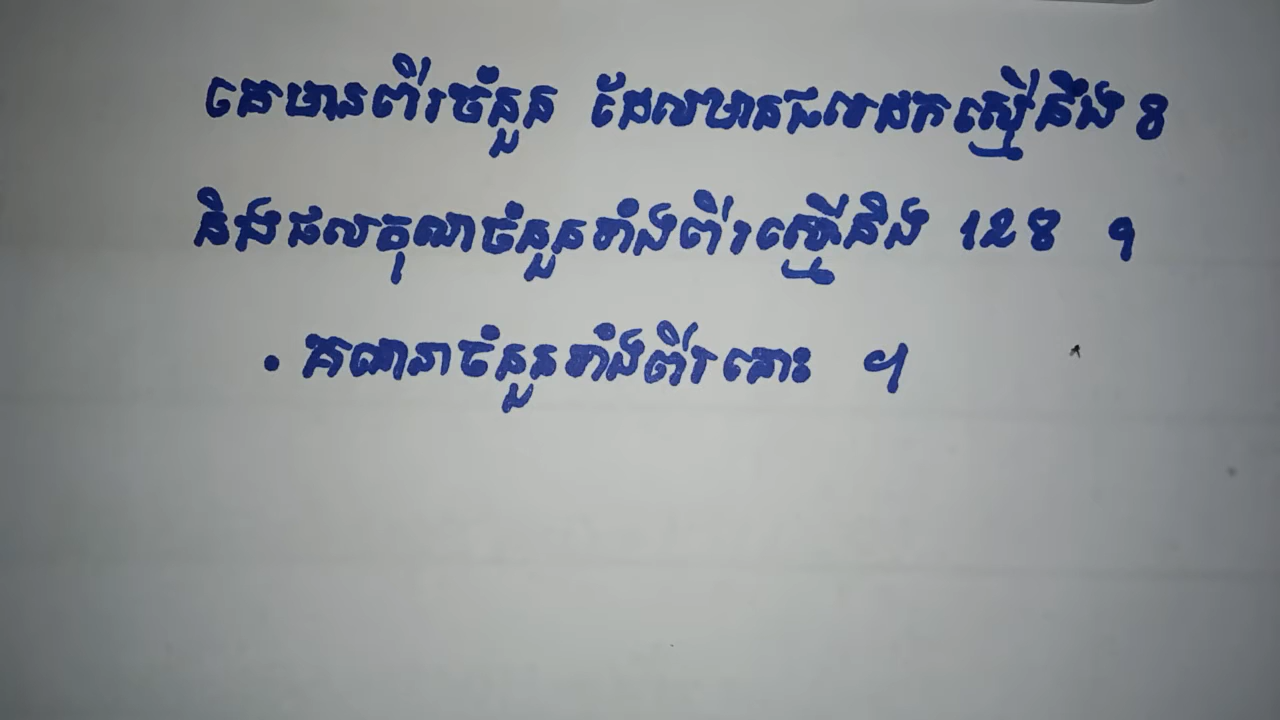 គេមានពីរចំនួន ដែលមានផលដកស្មើនឹង 8
និងផលគុណចំនួនទាំងពីរស្មើនឹង 128 ។
• គណនាចំនួនទាំងពីរនោះ ។